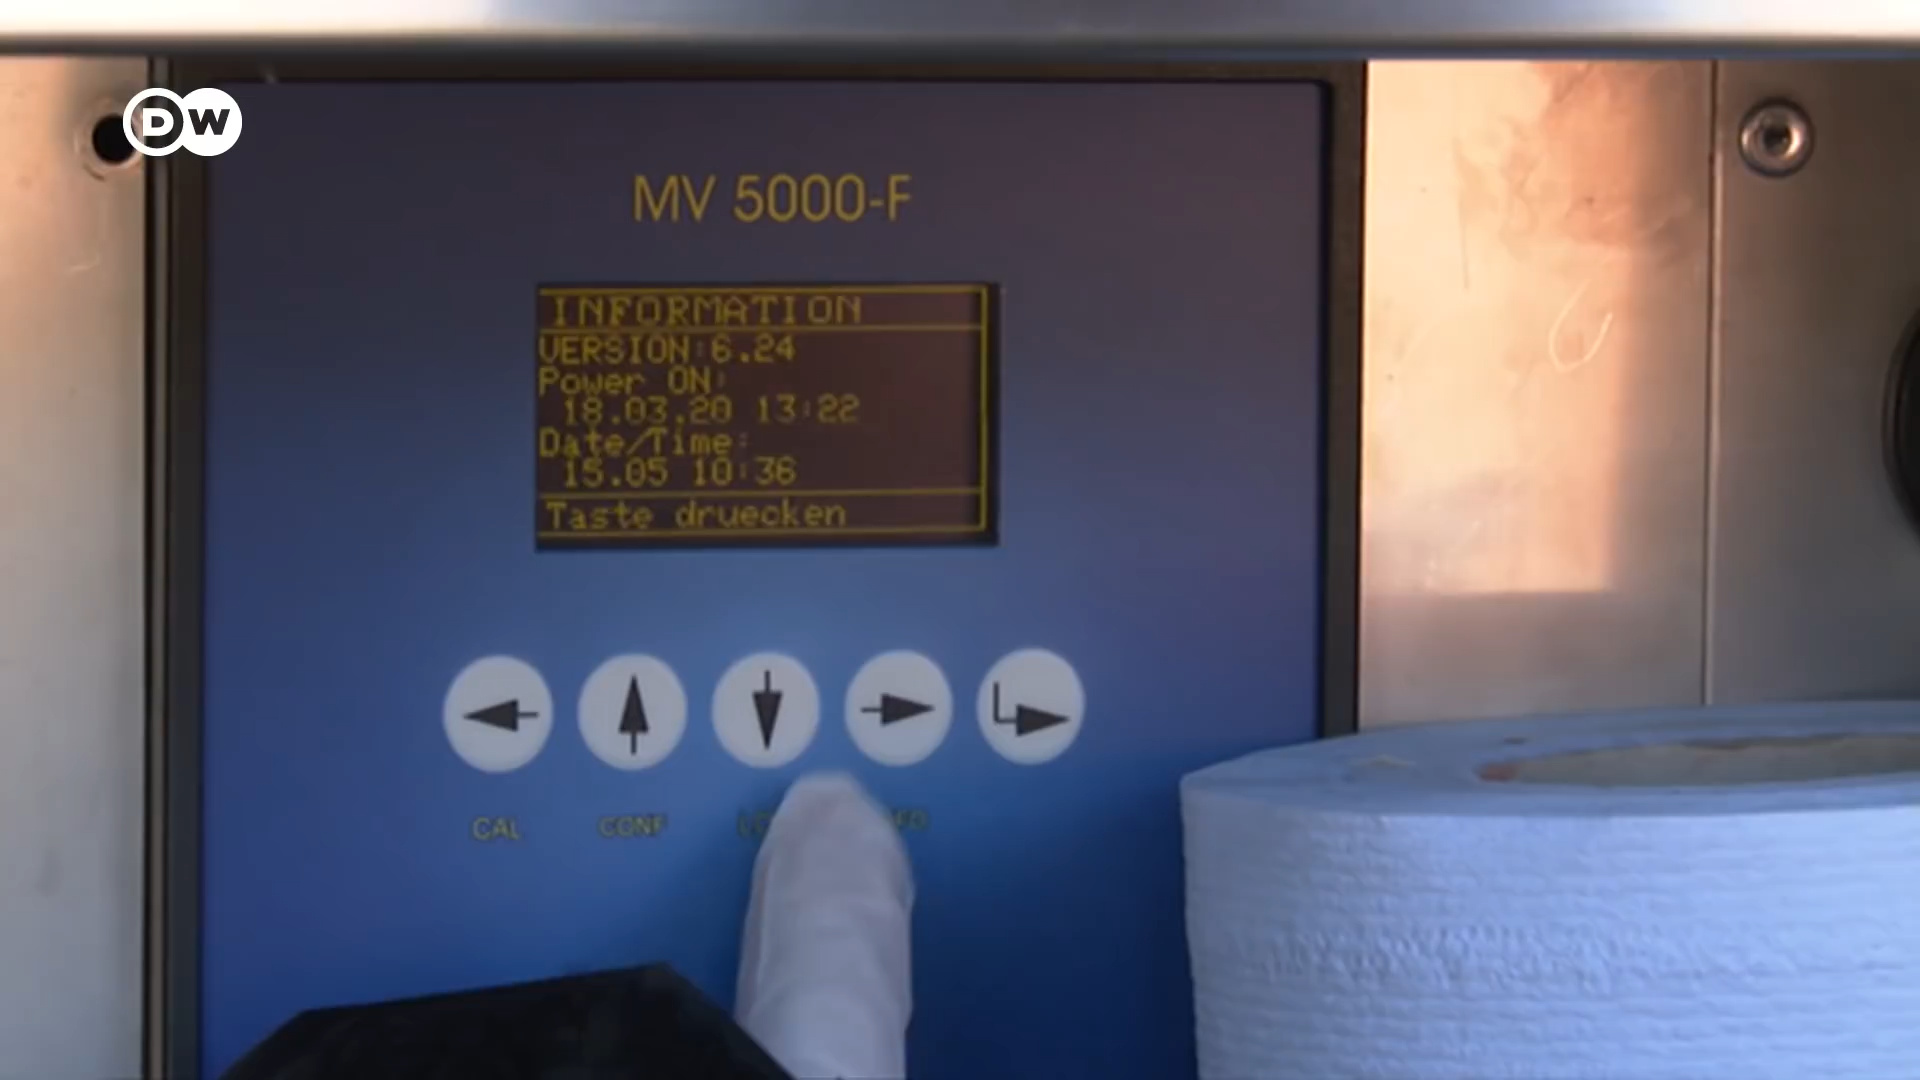 DW
MV 5000-F
INFORMATION
VERSION:6.24
Power ON:
18.03.20 13:22
Date/Time:
15.05 10:36
Taste druecken
CAL CONF